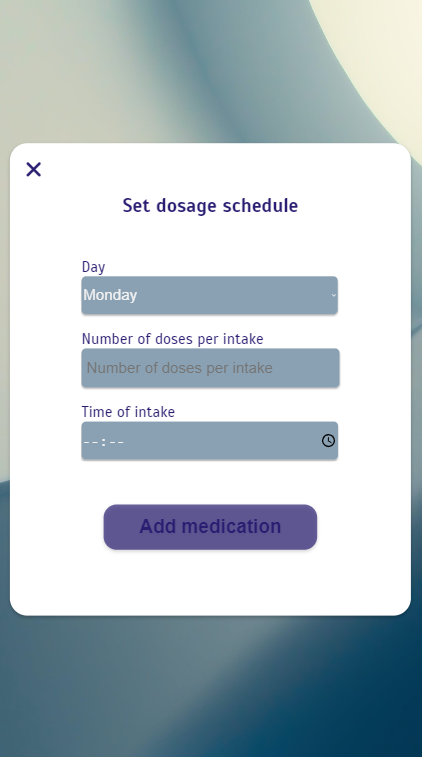 Set dosage schedule
Day
Monday
Number of doses per intake
Number of doses per intake
Time of intake
--:--
Add medication